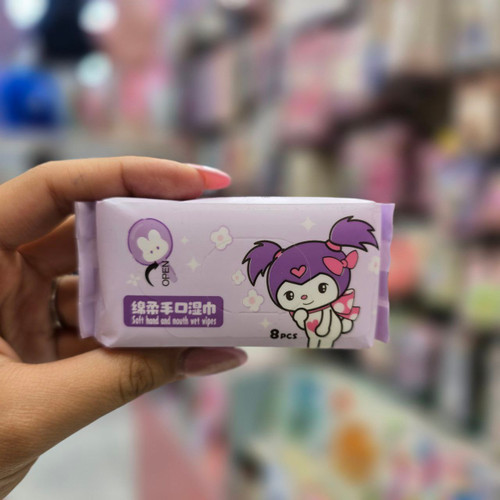 OPEN
绵柔手口湿巾
Soft hand and mouth wet wipes
8PCS